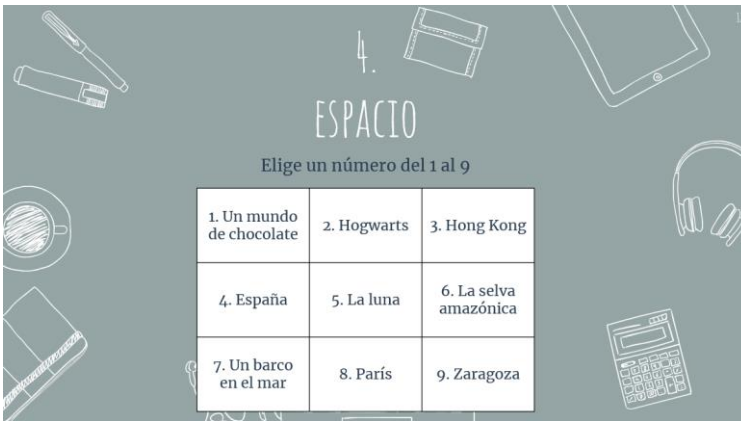 4.
ESPACIO
Elige un número del 1 al 9
1. Un mundo
de chocolate
2. Hogwarts
3. Hong Kong
4. España
5. La luna
6. La selva
amazónica
7. Un barco
en el mar
8. París
9. Zaragoza